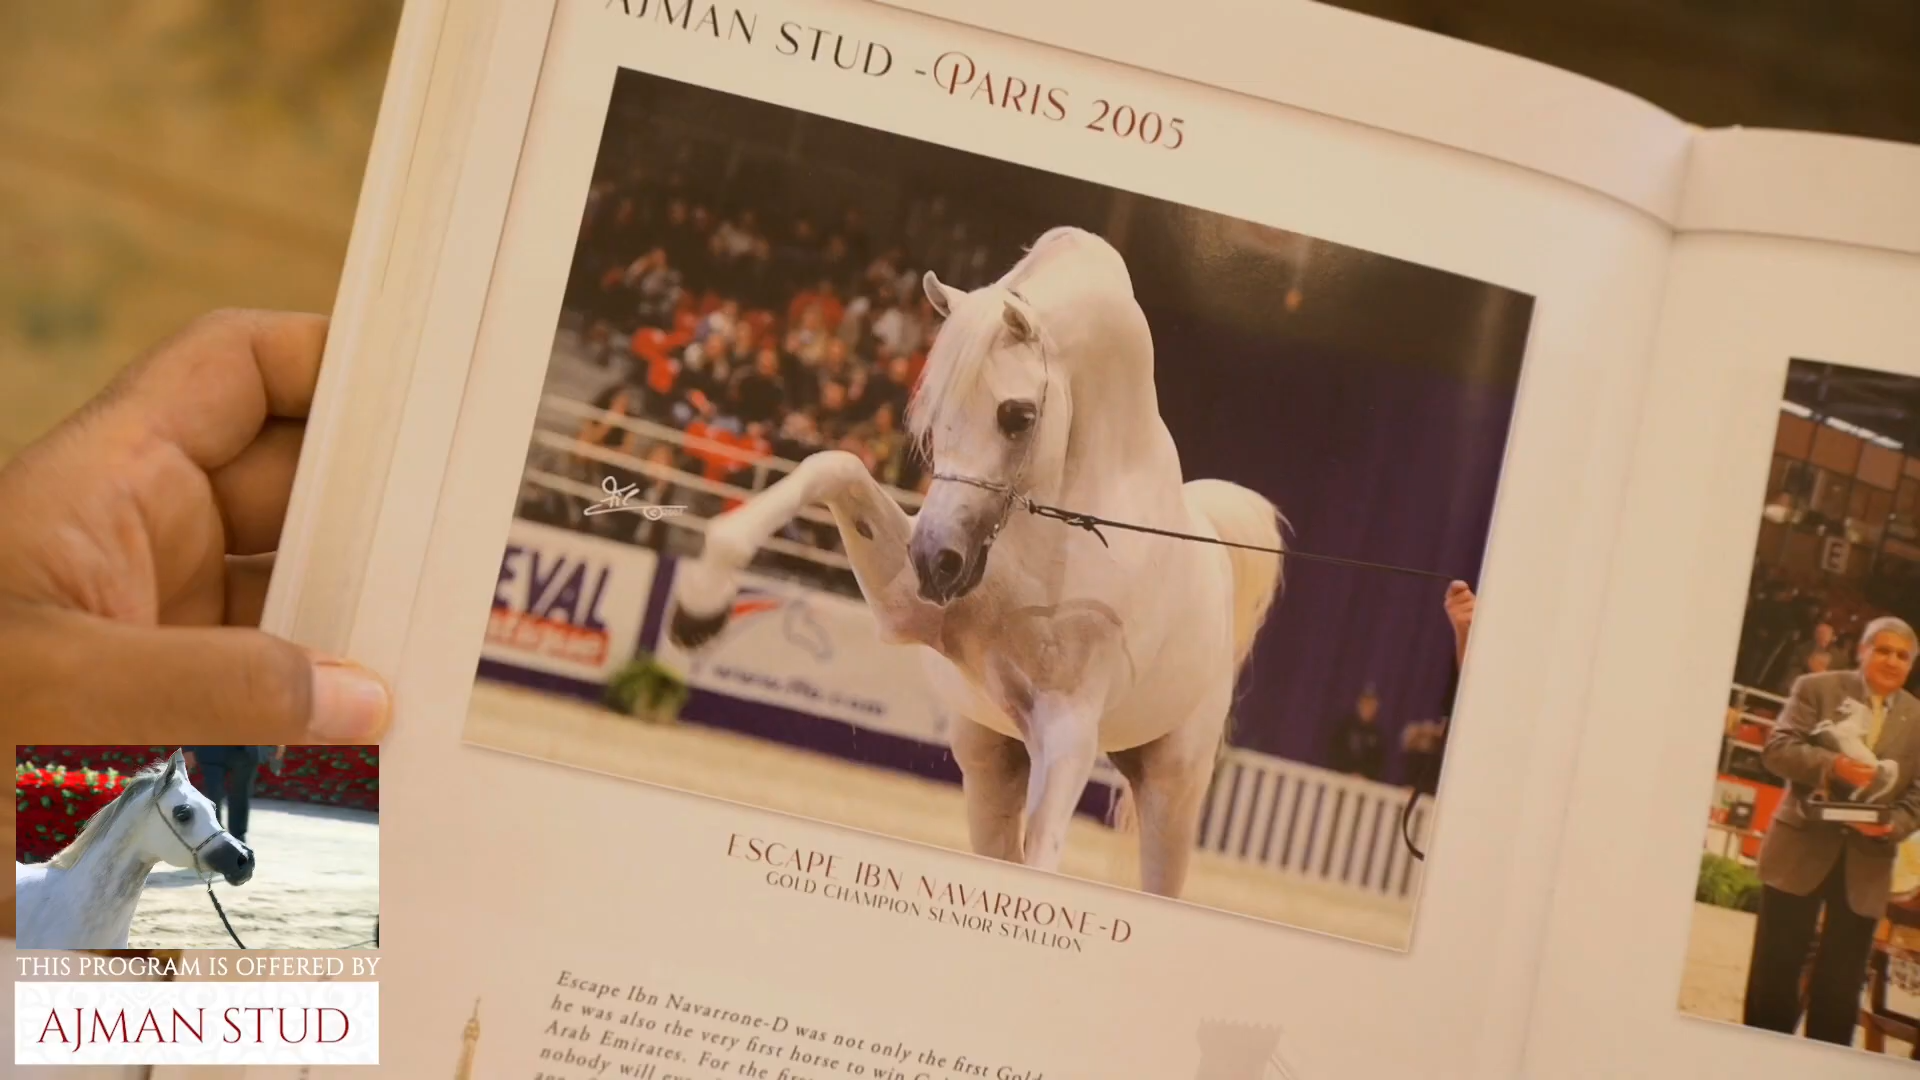 AJMAN STUD - PARIS 2005
EVAL
E
ESCAPE IBN NAVARRONE-D
GOLD CHAMPION SENIOR STALLION
Escape Ibn Navarrone-D was not only the first Gold
he was also the very first horse to win
Arab Emirates. For the
nobody will
THIS PROGRAM IS OFFERED BY
AJMAN STUD